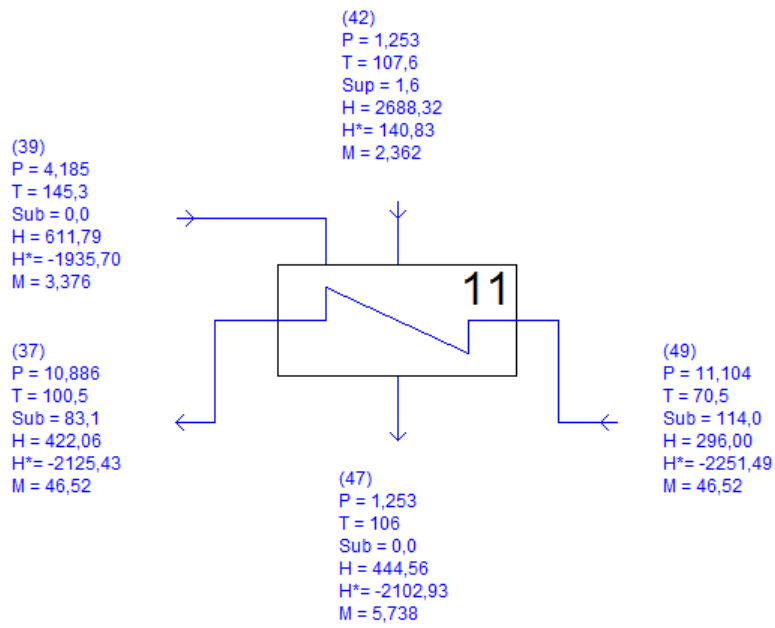 (42)
P = 1,253
T = 107,6
Sup = 1,6
H = 2688,32
H*= 140,83
M = 2,362
(39)
P = 4,185
T = 145,3
Sub = 0,0
H = 611,79
H*= -1935,70
M = 3,376
11
(37)
P = 10,886
T = 100,5
Sub = 83,1
H = 422,06
H*= -2125,43
M = 46,52
(49)
P = 11,104
T = 70,5
Sub = 114,0
H = 296,00
H*= -2251,49
M = 46,52
(47)
P = 1,253
T = 106
Sub = 0,0
H = 444,56
H*= -2102,93
M = 5,738